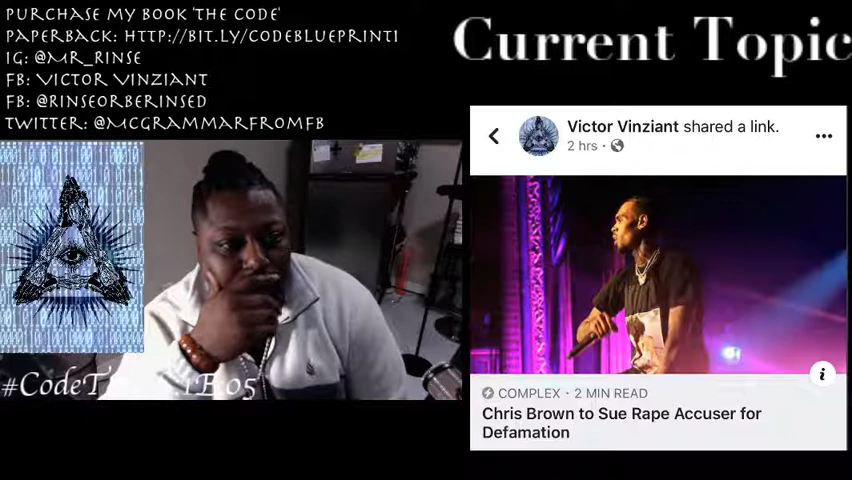 PURCHASE MY BOOK 'THE CODE'
PAPERBACK: HTTP://BIT.LY/CODEBLUEPRINT1
IG: @MR_RINSE
FB: VICTOR VINZIANT
FB: @RINSEORBERINSED
TWITTER: @MCGRAMMARFROMFB
Current Topic
Victor Vinziant shared a link.
2 hrs
#CodeT
1E05
COMPLEX · 2 MIN READ
Chris Brown to Sue Rape Accuser for
Defamation